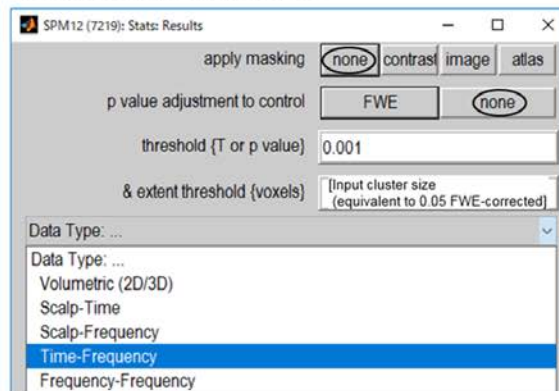 SPM12 (7219): Stats: Results
apply masking none contrast image atlas
p value adjustment to control FWE none
threshold {T or p value} 0.001
& extent threshold {voxels} [Input cluster size
(equivalent to 0.05 FWE-corrected]
Data Type: ...
Data Type: ...
Volumetric (2D/3D)
Scalp-Time
Scalp-Frequency
Time-Frequency
Frequency-Frequency